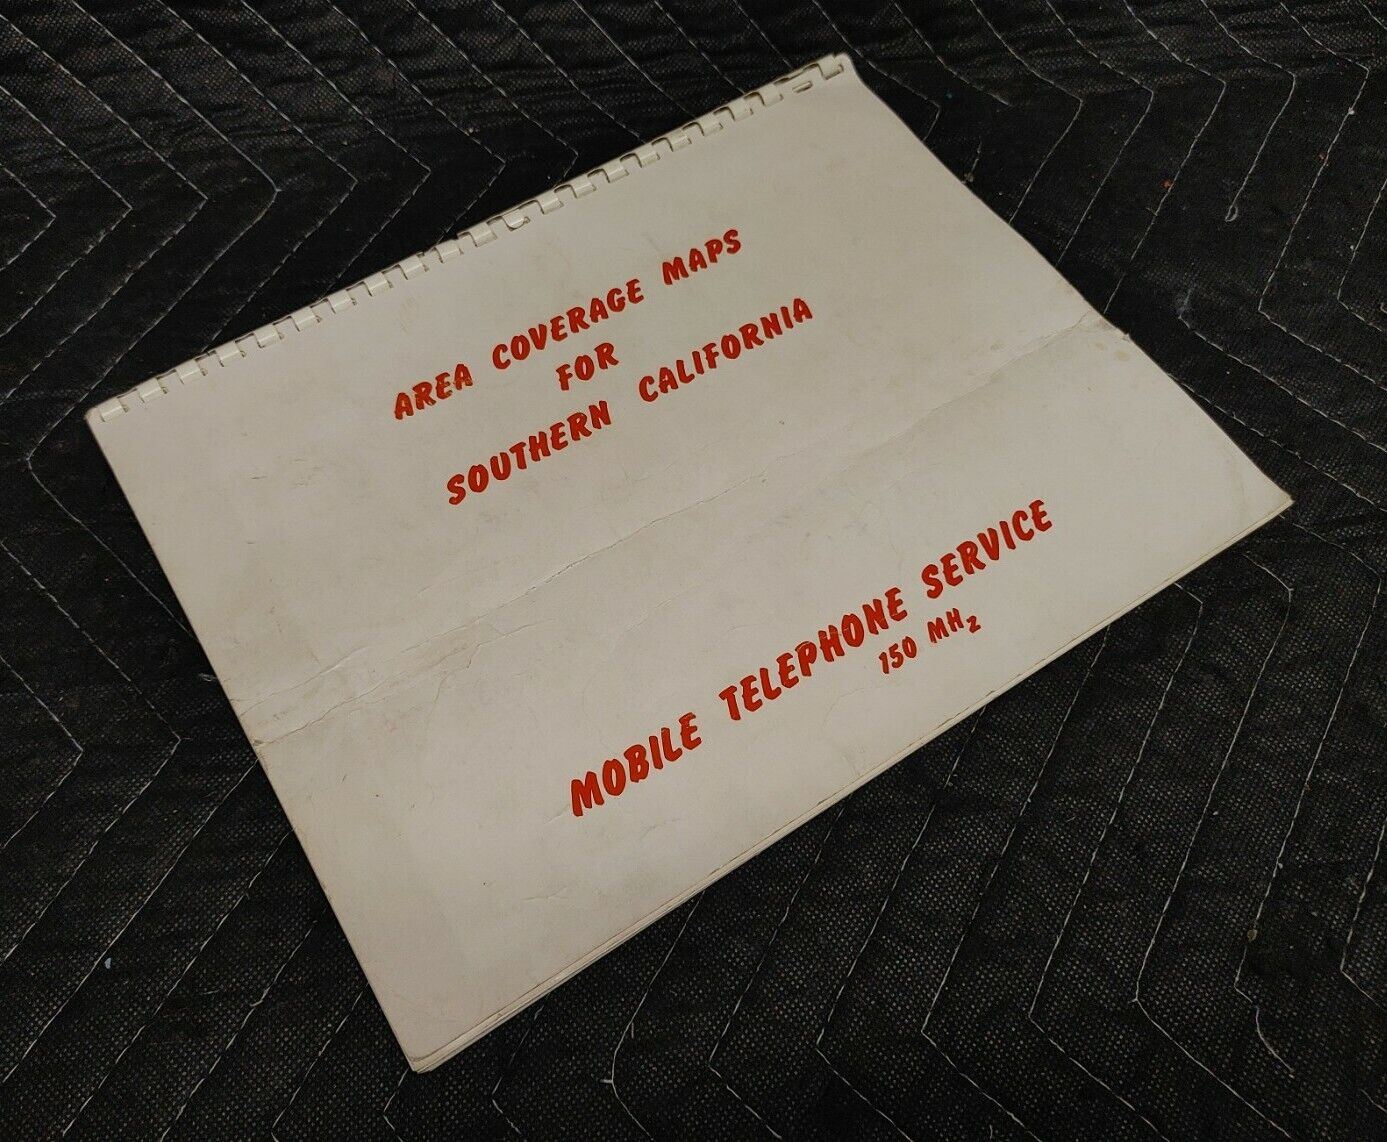 AREA COVERAGE MAPS
FOR
SOUTHERN CALIFORNIA
MOBILE TELEPHONE SERVICE
150 MHz